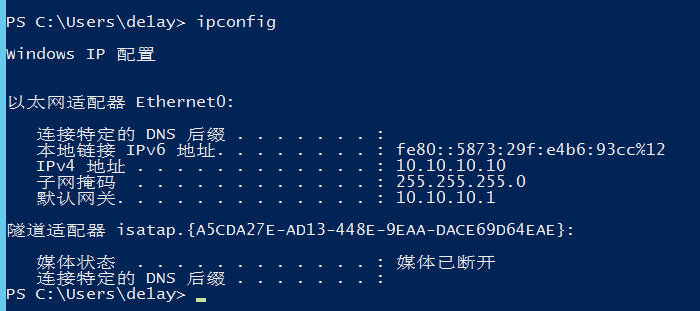 PS C:\Users\delay> ipconfig
Windows IP 配置
以太网适配器 Ethernet0:
连接特定的 DNS 后缀 . . . . . . . :
本地链接 IPv6 地址. . . . . . . . : fe80::5873:29f:e4b6:93cc%12
IPv4 地址 . . . . . . . . . . . . : 10.10.10.10
子网掩码 . . . . . . . . . . . . : 255.255.255.0
默认网关. . . . . . . . . . . . . : 10.10.10.1
隧道适配器 isatap.{A5CDA27E-AD13-448E-9EAA-DACE69D64EAE}:
媒体状态 . . . . . . . . . . . . : 媒体已断开
连接特定的 DNS 后缀 . . . . . . . :
PS C:\Users\delay>